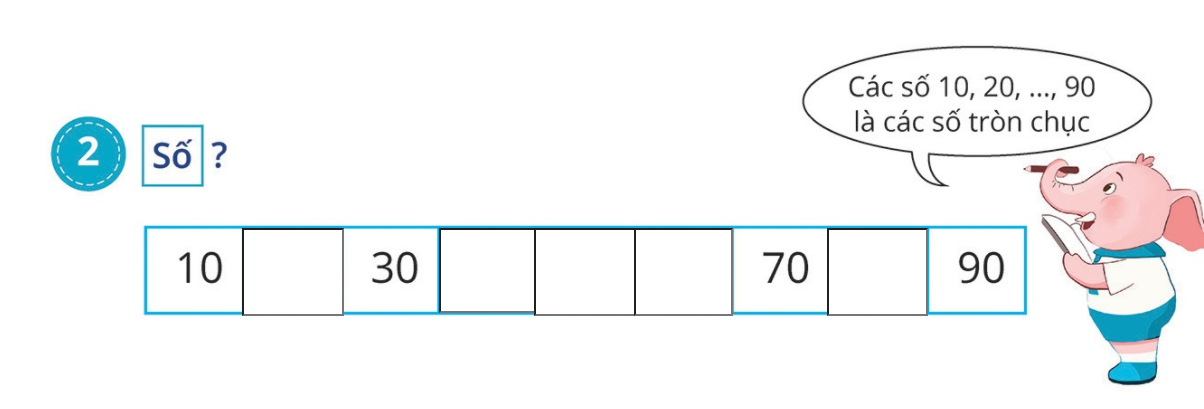 Các số 10, 20, ..., 90
là các số tròn chục
2 Số ?
10 30 70 90